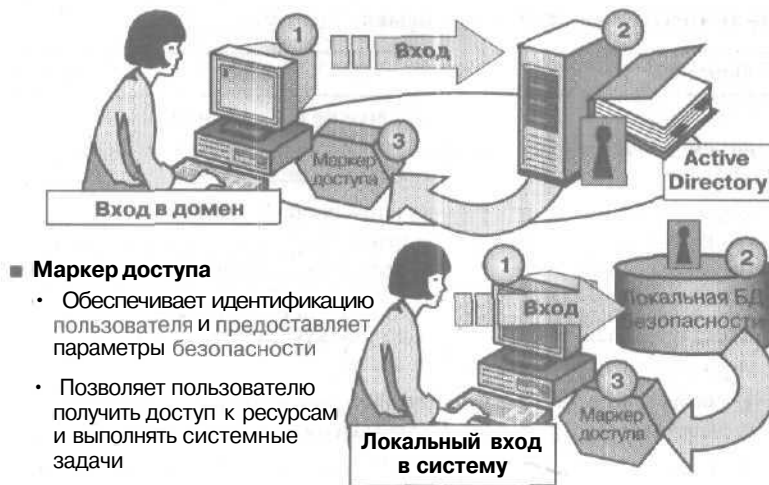 1
Вход
2
3
Маркер
доступа
Active
Directory
Вход в домен
■ Маркер доступа
· Обеспечивает идентификацию
пользователя и предоставляет
параметры безопасности
· Позволяет пользователю
получить доступ к ресурсам
и выполнять системные
задачи
1
Вход
2
Локальная БД
безопасности
3
Маркер
доступа
Локальный вход
в систему